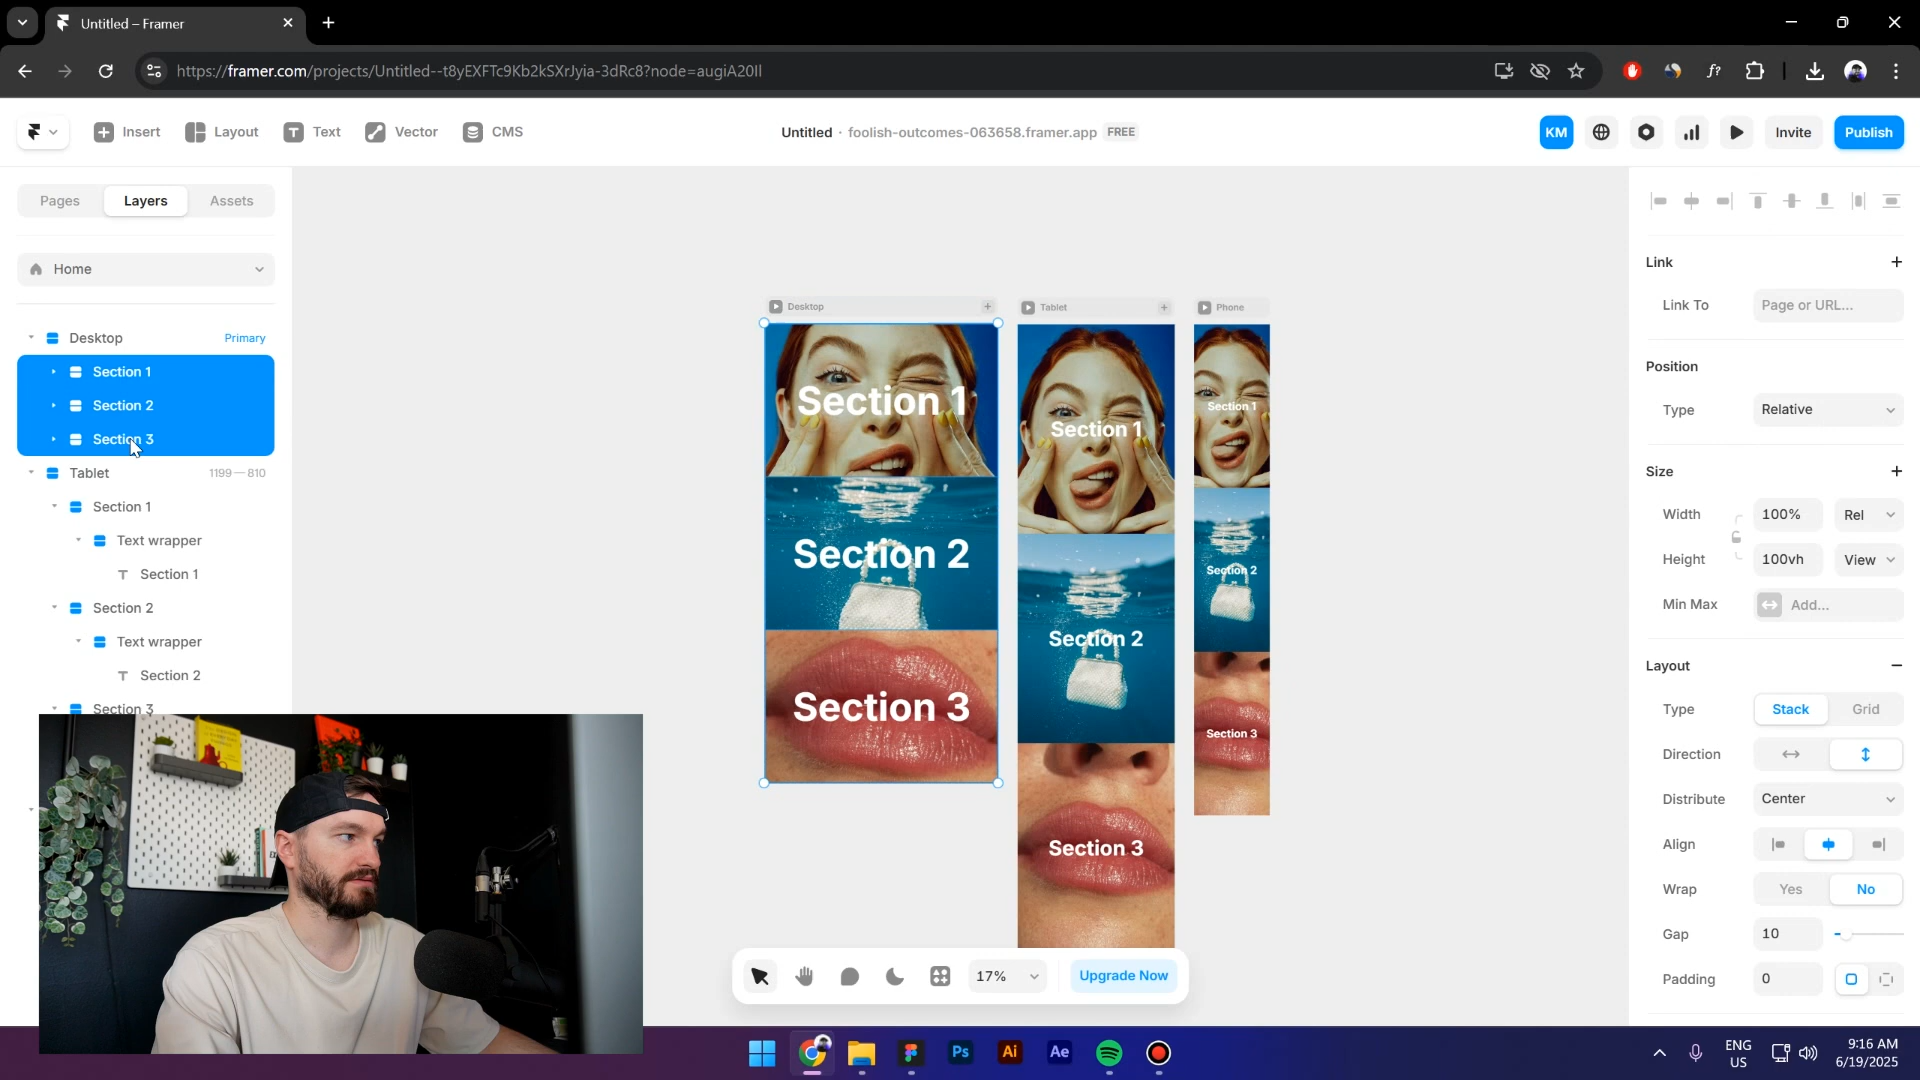 Untitled – Framer
https://framer.com/projects/Untitled--t8yEXFTc9Kb2kSXrJyia-3dRc8?node=augiA20Il
f?
Insert
Layout
Text
Vector
CMS
Untitled · foolish-outcomes-063658.framer.app FREE
KM
Invite
Publish
Pages
Layers
Assets
Home
Desktop
Primary
Section 1
Section 2
Section 3
Tablet
1199—810
Section 1
Text wrapper
Section 1
Section 2
Text wrapper
Section 2
Section 3
Desktop
Section 1
Section 2
Section 3
Tablet
Section 1
Section 2
Section 3
Phone
Section 1
Section 2
Section 3
17%
Upgrade Now
Link
Link To
Page or URL...
Position
Type
Relative
Size
Width
100%
Rel
Height
100vh
View
Min Max
Add...
Layout
Type
Stack
Grid
Direction
Distribute
Center
Align
Wrap
Yes
No
Gap
10
Padding
0
Ps
Ai
Ae
ENG
US
9:16 AM
6/19/2025